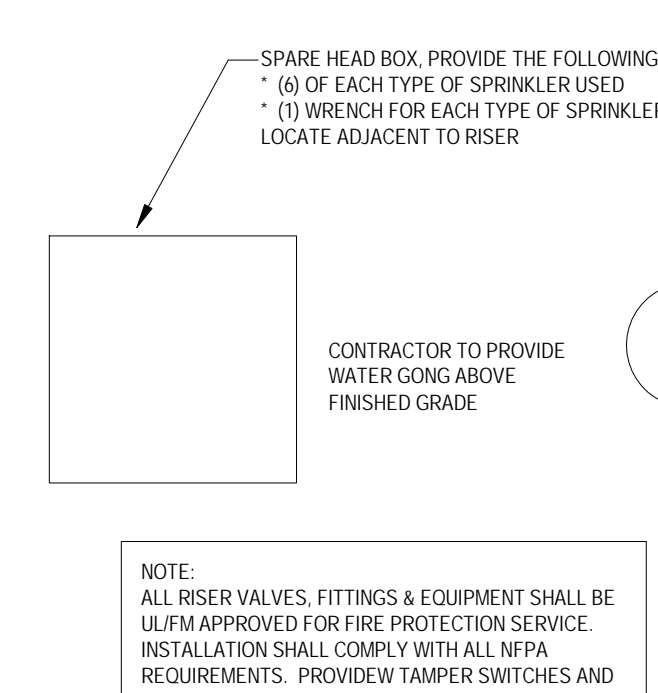 SPARE HEAD BOX, PROVIDE THE FOLLOWING
* (6) OF EACH TYPE OF SPRINKLER USED
* (1) WRENCH FOR EACH TYPE OF SPRINKLER
LOCATE ADJACENT TO RISER
CONTRACTOR TO PROVIDE
WATER GONG ABOVE
FINISHED GRADE
NOTE:
ALL RISER VALVES, FITTINGS & EQUIPMENT SHALL BE
UL/FM APPROVED FOR FIRE PROTECTION SERVICE.
INSTALLATION SHALL COMPLY WITH ALL NFPA
REQUIREMENTS. PROVIDEW TAMPER SWITCHES AND